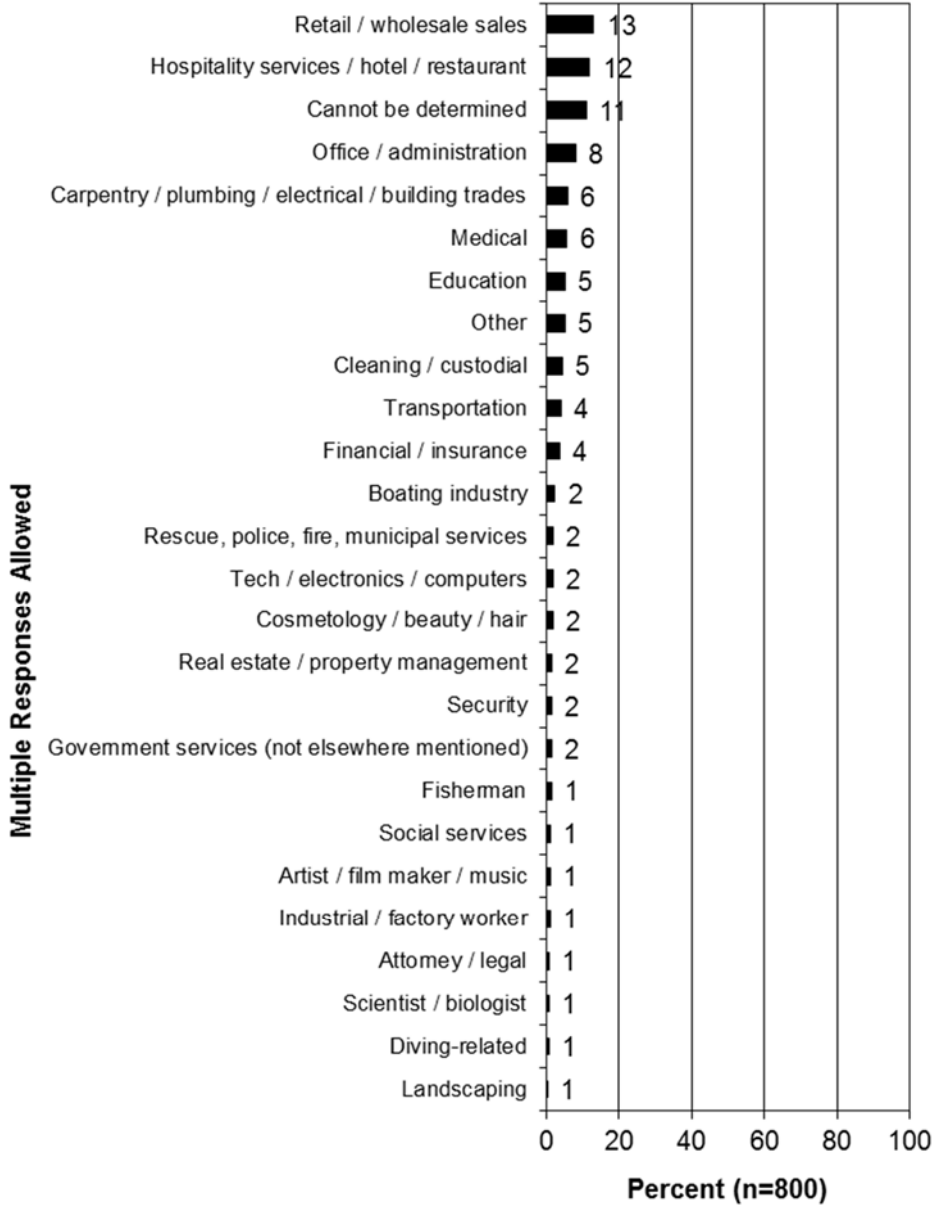 Multiple Responses Allowed
Retail / wholesale sales 13
Hospitality services / hotel / restaurant 12
Cannot be determined 11
Office / administration 8
Carpentry / plumbing / electrical / building trades 6
Medical 6
Education 5
Other 5
Cleaning / custodial 5
Transportation 4
Financial / insurance 4
Boating industry 2
Rescue, police, fire, municipal services 2
Tech / electronics / computers 2
Cosmetology / beauty / hair 2
Real estate / property management 2
Security 2
Government services (not elsewhere mentioned) 2
Fisherman 1
Social services 1
Artist / film maker / music 1
Industrial / factory worker 1
Attorney / legal 1
Scientist / biologist 1
Diving-related 1
Landscaping 1
0 20 40 60 80 100
Percent (n=800)